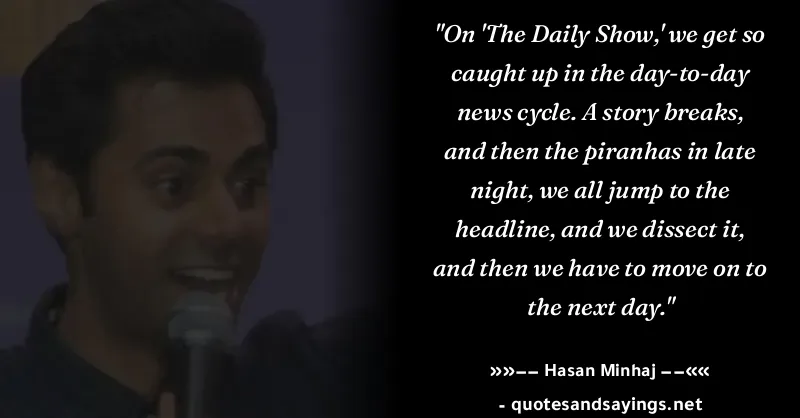 "On 'The Daily Show,' we get so
caught up in the day-to-day
news cycle. A story breaks,
and then the piranhas in late
night, we all jump to the
headline, and we dissect it,
and then we have to move on to
the next day."
»»–– Hasan Minhaj ––««
- quotesandsayings.net